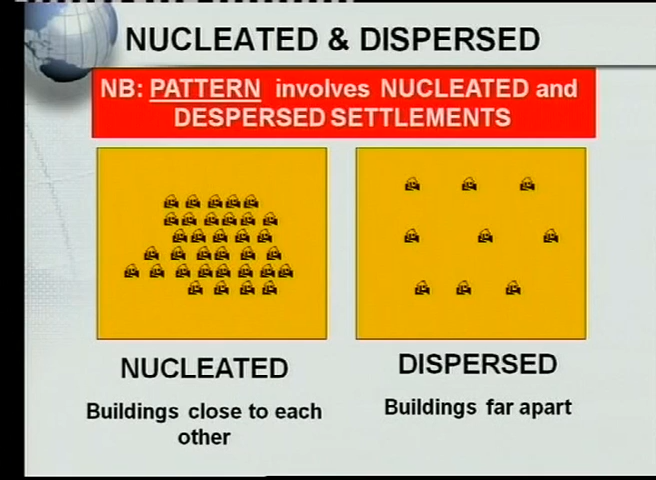 NUCLEATED & DISPERSED
NB: PATTERN involves NUCLEATED and
DESPERSED SETTLEMENTS
NUCLEATED
Buildings close to each
other
DISPERSED
Buildings far apart